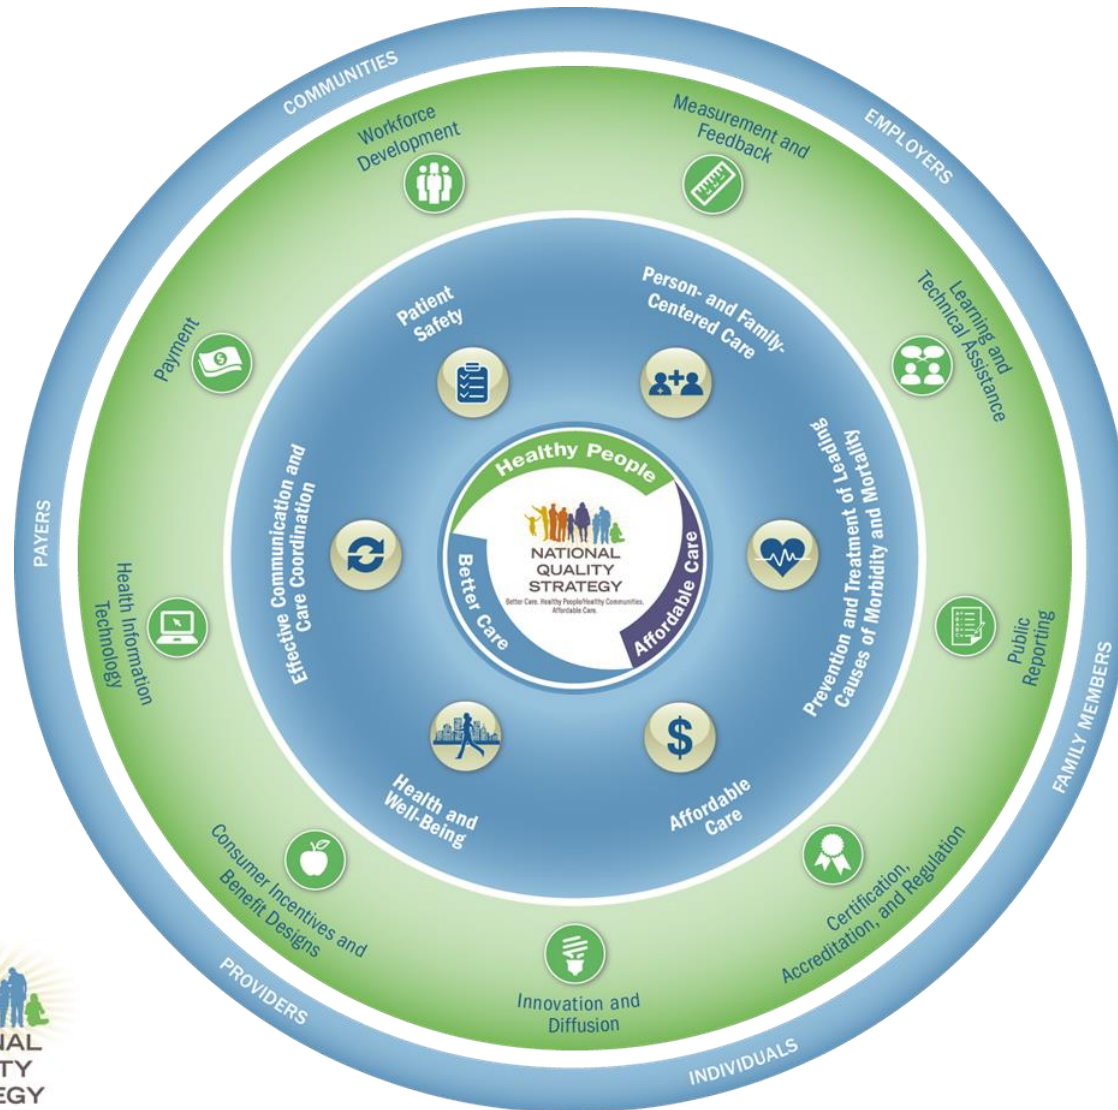 COMMUNITIES
EMPLOYERS
FAMILY MEMBERS
INDIVIDUALS
PROVIDERS
PAYERS
Workforce
Development
Measurement and
Feedback
Learning and
Technical Assistance
Public
Reporting
Certification,
Accreditation, and Regulation
Innovation and
Diffusion
Consumer Incentives and
Benefit Designs
Health Information
Technology
Payment
Patient
Safety
Person- and Family-
Centered Care
Prevention and Treatment of Leading
Causes of Morbidity and Mortality
Affordable
Care
Health and
Well-Being
Effective Communication and
Care Coordination
Healthy People
Affordable Care
Better Care
NATIONAL
QUALITY
STRATEGY
Better Care. Healthy People/Healthy Communities.
Affordable Care.
$
NAL
TY
EGY